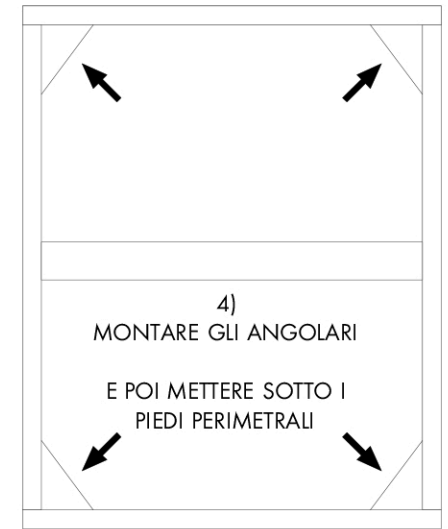 4)
MONTARE GLI ANGOLARI
E POI METTERE SOTTO I
PIEDI PERIMETRALI